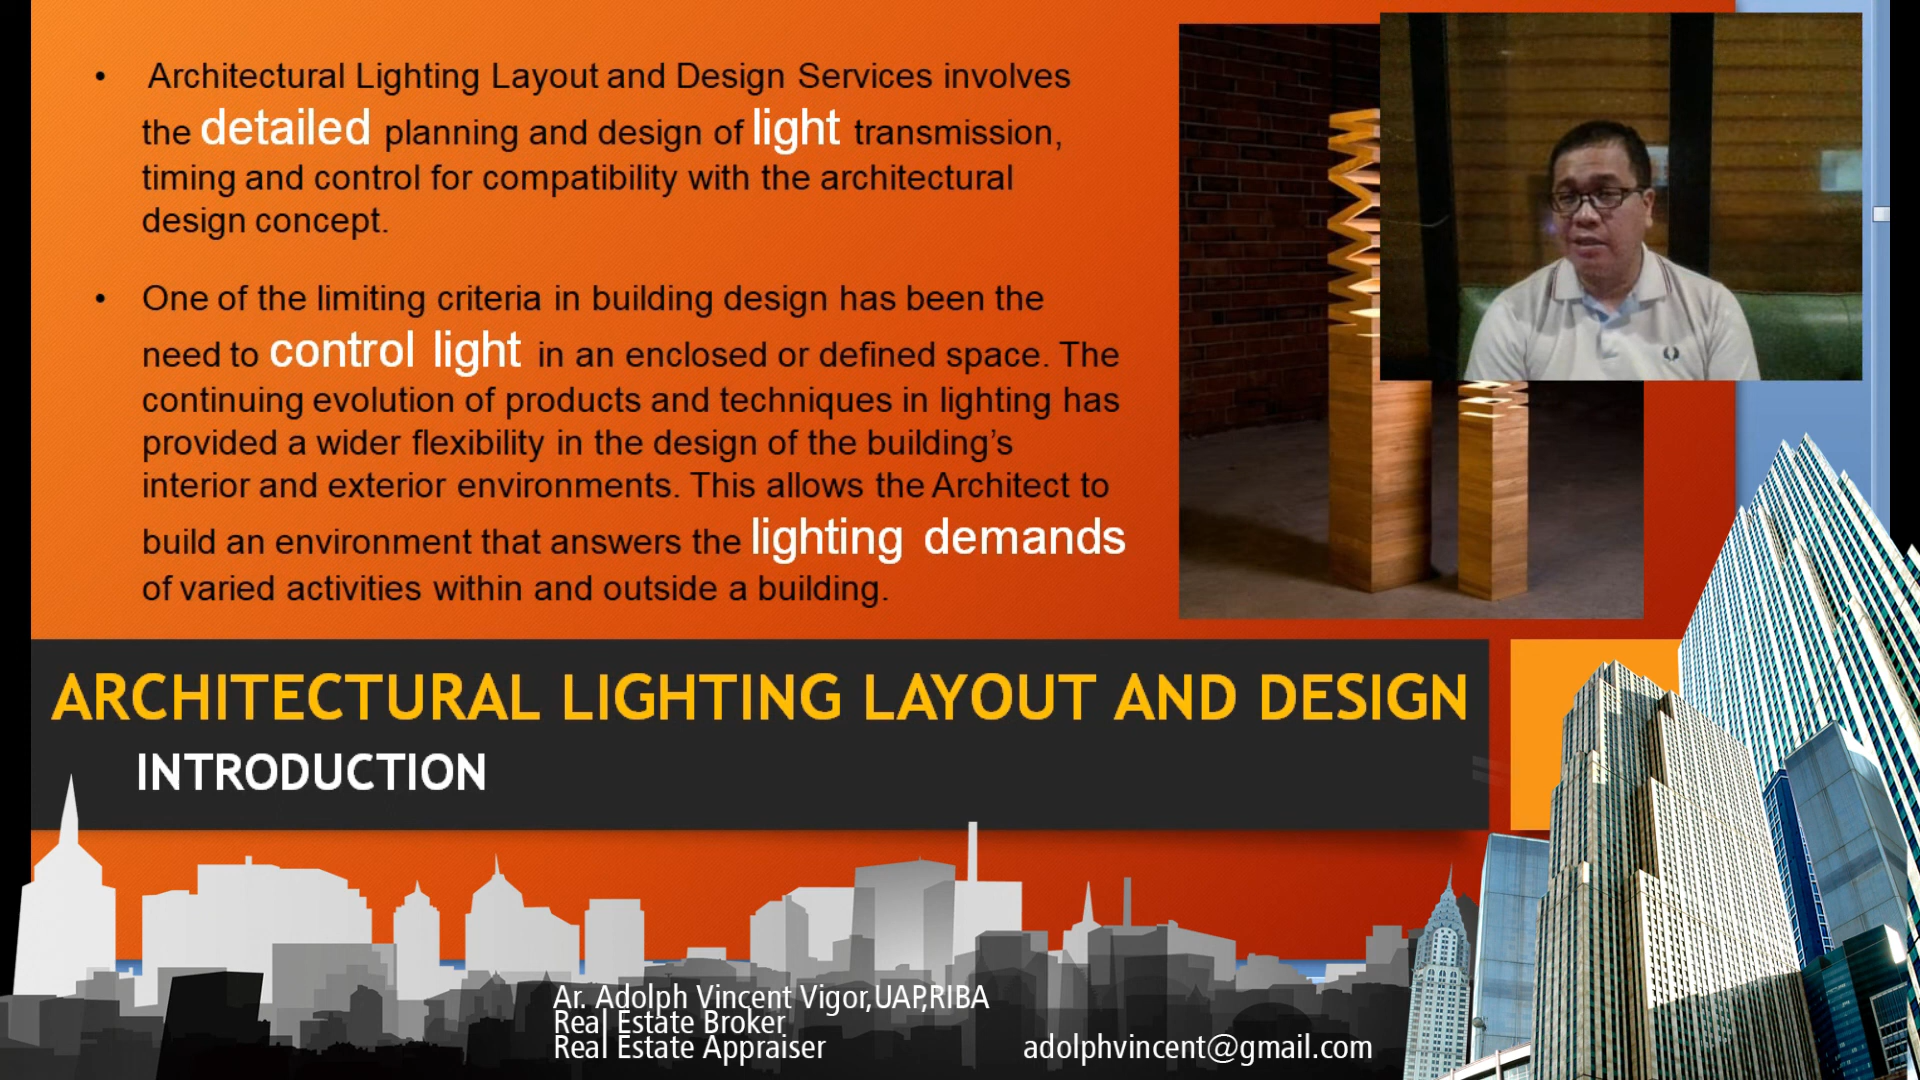 • Architectural Lighting Layout and Design Services involves
the detailed planning and design of light transmission,
timing and control for compatibility with the architectural
design concept.
• One of the limiting criteria in building design has been the
need to control light in an enclosed or defined space. The
continuing evolution of products and techniques in lighting has
provided a wider flexibility in the design of the building's
interior and exterior environments. This allows the Architect to
build an environment that answers the lighting demands
of varied activities within and outside a building.
ARCHITECTURAL LIGHTING LAYOUT AND DESIGN
INTRODUCTION
Ar. Adolph Vincent Vigor,UAP,RIBA
Real Estate Broker
Real Estate Appraiser
adolphvincent@gmail.com